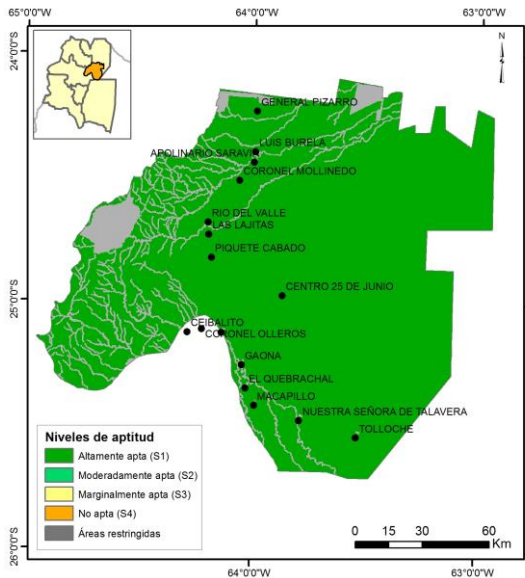 65°0'0"W 64°0'0"W 63°0'0"W
24°0'0"S
N
GENERAL PIZARRO
LUIS BURELA
APOLINARIO SARAVIA
CORONEL MOLLINEDO
RIO DEL VALLE
LAS LAJITAS
PIQUETE CABADO
CENTRO 25 DE JUNIO
25°0'0"S
CEIBALITO
CORONEL OLLEROS
GAONA
EL QUEBRACHAL
MACAPILLO
NUESTRA SEÑORA DE TALAVERA
TOLLOCHE
Niveles de aptitud
Altamente apta (S1)
Moderadamente apta (S2)
Marginalmente apta (S3)
No apta (S4)
Áreas restringidas
0 15 30 60
Km
26°0'0"S
64°0'0"W 63°0'0"W